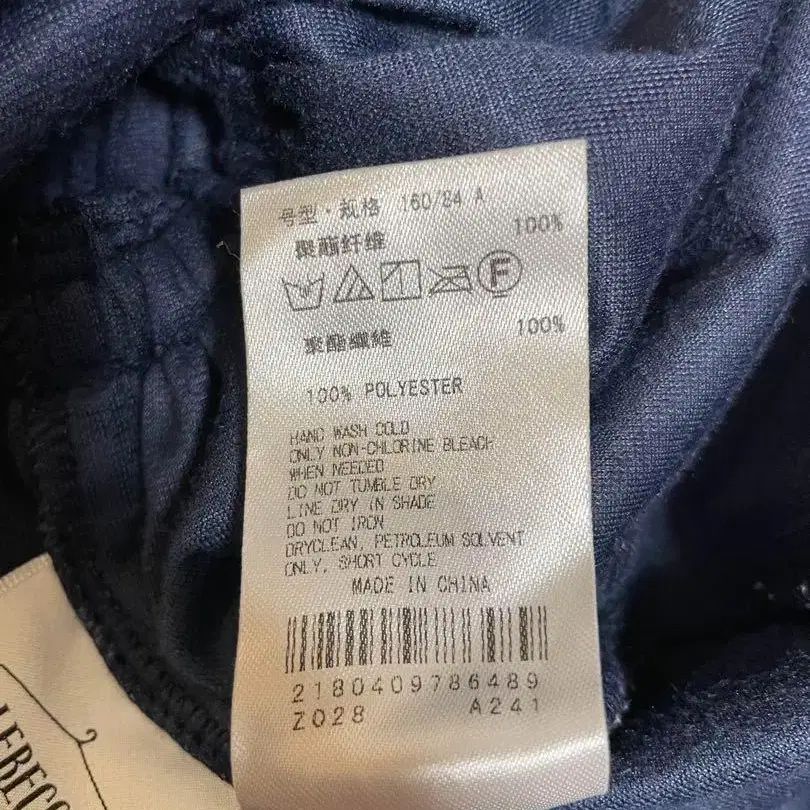 号型·规格 160/84 A
聚酯纤维 100%
F
聚酯纖維 100%
100% POLYESTER
HAND WASH COLD
ONLY NON-CHLORINE BLEACH
WHEN NEEDED
DO NOT TUMBLE DRY
LINE DRY IN SHADE
DO NOT IRON
DRYCLEAN, PETROLEUM SOLVENT
ONLY, SHORT CYCLE
MADE IN CHINA
2180409786489
Z028 A241